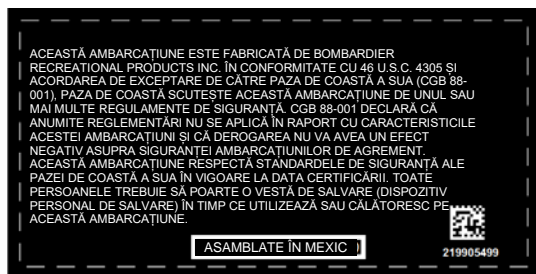 ACEASTĂ AMBARCAȚIUNE ESTE FABRICATĂ DE BOMBARDIER
RECREATIONAL PRODUCTS INC. ÎN CONFORMITATE CU 46 U.S.C. 4305 ȘI
ACORDAREA DE EXCEPTARE DE CĂTRE PAZA DE COASTĂ A SUA (CGB 88-
001), PAZA DE COASTĂ SCUTEȘTE ACEASTĂ AMBARCAȚIUNE DE UNUL SAU
MAI MULTE REGULAMENTE DE SIGURANȚĂ. CGB 88-001 DECLARĂ CĂ
ANUMITE REGLEMENTĂRI NU SE APLICĂ ÎN RAPORT CU CARACTERISTICILE
ACESTEI AMBARCAȚIUNI ȘI CĂ DEROGAREA NU VA AVEA UN EFECT
NEGATIV ASUPRA SIGURANȚEI AMBARCAȚIUNILOR DE AGREMENT.
ACEASTĂ AMBARCAȚIUNE RESPECTĂ STANDARDELE DE SIGURANȚĂ ALE
PAZEI DE COASTĂ A SUA ÎN VIGOARE LA DATA CERTIFICĂRII. TOATE
PERSOANELE TREBUIE SĂ POARTE O VESTĂ DE SALVARE (DISPOZITIV
PERSONAL DE SALVARE) ÎN TIMP CE UTILIZEAZĂ SAU CĂLĂTORESC PE
ACEASTĂ AMBARCAȚIUNE.
ASAMBLATE ÎN MEXIC
219905499